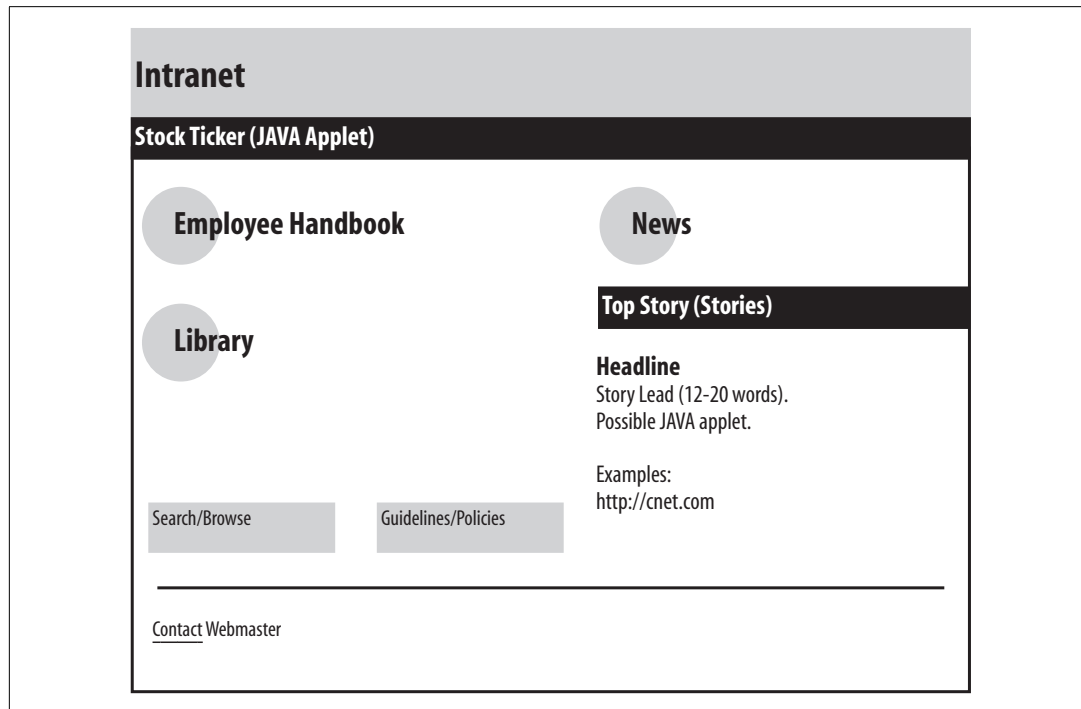 Intranet
Stock Ticker (JAVA Applet)
Employee Handbook
Library
Search/Browse
Guidelines/Policies
News
Top Story (Stories)
Headline
Story Lead (12-20 words).
Possible JAVA applet.
Examples:
http://cnet.com
Contact Webmaster